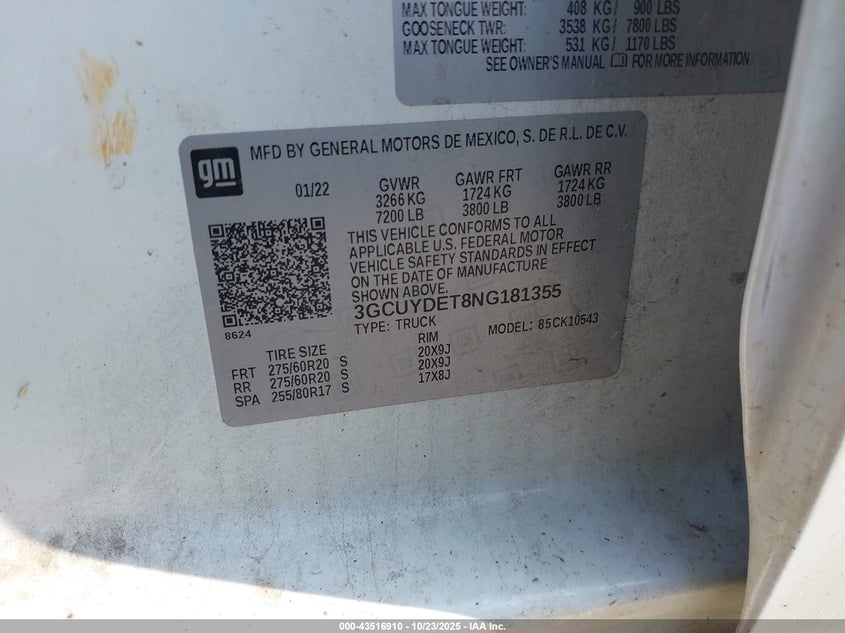 MAX TONGUE WEIGHT: 408 KG/ 900 LBS
GOOSENECK TWR: 3538 KG/ 7800 LBS
MAX TONGUE WEIGHT: 531 KG/ 1170 LBS
SEE OWNER'S MANUAL FOR MORE INFORMATION
gm
MFD BY GENERAL MOTORS DE MEXICO, S. DE R.L. DE C.V.
01/22 GVWR GAWR FRT GAWR RR
3266 KG 1724 KG 1724 KG
7200 LB 3800 LB 3800 LB
THIS VEHICLE CONFORMS TO ALL
APPLICABLE U.S. FEDERAL MOTOR
VEHICLE SAFETY STANDARDS IN EFFECT
ON THE DATE OF MANUFACTURE
SHOWN ABOVE.
3GCUYDET8NG181355
8624
TYPE: TRUCK MODEL: 85CK10543
TIRE SIZE RIM
FRT 275/60R20 S 20X9J
RR 275/60R20 S 20X9J
SPA 255/80R17 S 17X8J
000-43516910 - 10/23/2025 - IAA Inc.